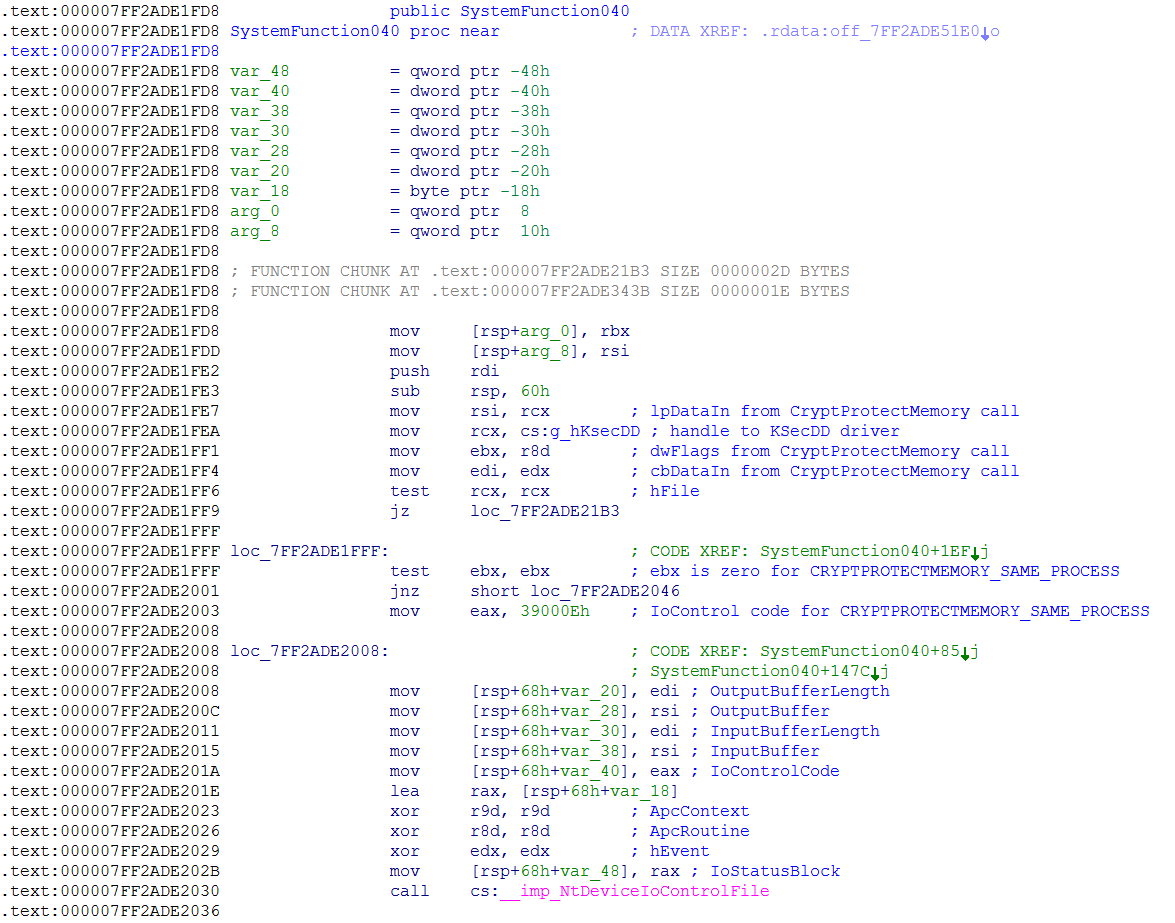 .text:000007FF2ADE1FD8 public SystemFunction040
.text:000007FF2ADE1FD8 SystemFunction040 proc near ; DATA XREF: .rdata:off_7FF2ADE51E0↓o
.text:000007FF2ADE1FD8
.text:000007FF2ADE1FD8 var_48 = qword ptr -48h
.text:000007FF2ADE1FD8 var_40 = dword ptr -40h
.text:000007FF2ADE1FD8 var_38 = qword ptr -38h
.text:000007FF2ADE1FD8 var_30 = dword ptr -30h
.text:000007FF2ADE1FD8 var_28 = qword ptr -28h
.text:000007FF2ADE1FD8 var_20 = dword ptr -20h
.text:000007FF2ADE1FD8 var_18 = byte ptr -18h
.text:000007FF2ADE1FD8 arg_0 = qword ptr 8
.text:000007FF2ADE1FD8 arg_8 = qword ptr 10h
.text:000007FF2ADE1FD8
.text:000007FF2ADE1FD8 ; FUNCTION CHUNK AT .text:000007FF2ADE21B3 SIZE 0000002D BYTES
.text:000007FF2ADE1FD8 ; FUNCTION CHUNK AT .text:000007FF2ADE343B SIZE 0000001E BYTES
.text:000007FF2ADE1FD8
.text:000007FF2ADE1FD8 mov [rsp+arg_0], rbx
.text:000007FF2ADE1FDD mov [rsp+arg_8], rsi
.text:000007FF2ADE1FE2 push rdi
.text:000007FF2ADE1FE3 sub rsp, 60h
.text:000007FF2ADE1FE7 mov rsi, rcx ; lpDataIn from CryptProtectMemory call
.text:000007FF2ADE1FEA mov rcx, cs:g_hKsecDD ; handle to KSecDD driver
.text:000007FF2ADE1FF1 mov ebx, r8d ; dwFlags from CryptProtectMemory call
.text:000007FF2ADE1FF4 mov edi, edx ; cbDataIn from CryptProtectMemory call
.text:000007FF2ADE1FF6 test rcx, rcx ; hFile
.text:000007FF2ADE1FF9 jz loc_7FF2ADE21B3
.text:000007FF2ADE1FFF
.text:000007FF2ADE1FFF loc_7FF2ADE1FFF: ; CODE XREF: SystemFunction040+1EF↓j
.text:000007FF2ADE1FFF test ebx, ebx ; ebx is zero for CRYPTPROTECTMEMORY_SAME_PROCESS
.text:000007FF2ADE2001 jnz short loc_7FF2ADE2046
.text:000007FF2ADE2003 mov eax, 39000Eh ; IoControl code for CRYPTPROTECTMEMORY_SAME_PROCESS
.text:000007FF2ADE2008
.text:000007FF2ADE2008 loc_7FF2ADE2008: ; CODE XREF: SystemFunction040+85↓j
.text:000007FF2ADE2008 ; SystemFunction040+147C↓j
.text:000007FF2ADE2008 mov [rsp+68h+var_20], edi ; OutputBufferLength
.text:000007FF2ADE200C mov [rsp+68h+var_28], rsi ; OutputBuffer
.text:000007FF2ADE2011 mov [rsp+68h+var_30], edi ; InputBufferLength
.text:000007FF2ADE2015 mov [rsp+68h+var_38], rsi ; InputBuffer
.text:000007FF2ADE201A mov [rsp+68h+var_40], eax ; IoControlCode
.text:000007FF2ADE201E lea rax, [rsp+68h+var_18]
.text:000007FF2ADE2023 xor r9d, r9d ; ApcContext
.text:000007FF2ADE2026 xor r8d, r8d ; ApcRoutine
.text:000007FF2ADE2029 xor edx, edx ; hEvent
.text:000007FF2ADE202B mov [rsp+68h+var_48], rax ; IoStatusBlock
.text:000007FF2ADE2030 call cs:__imp_NtDeviceIoControlFile
.text:000007FF2ADE2036